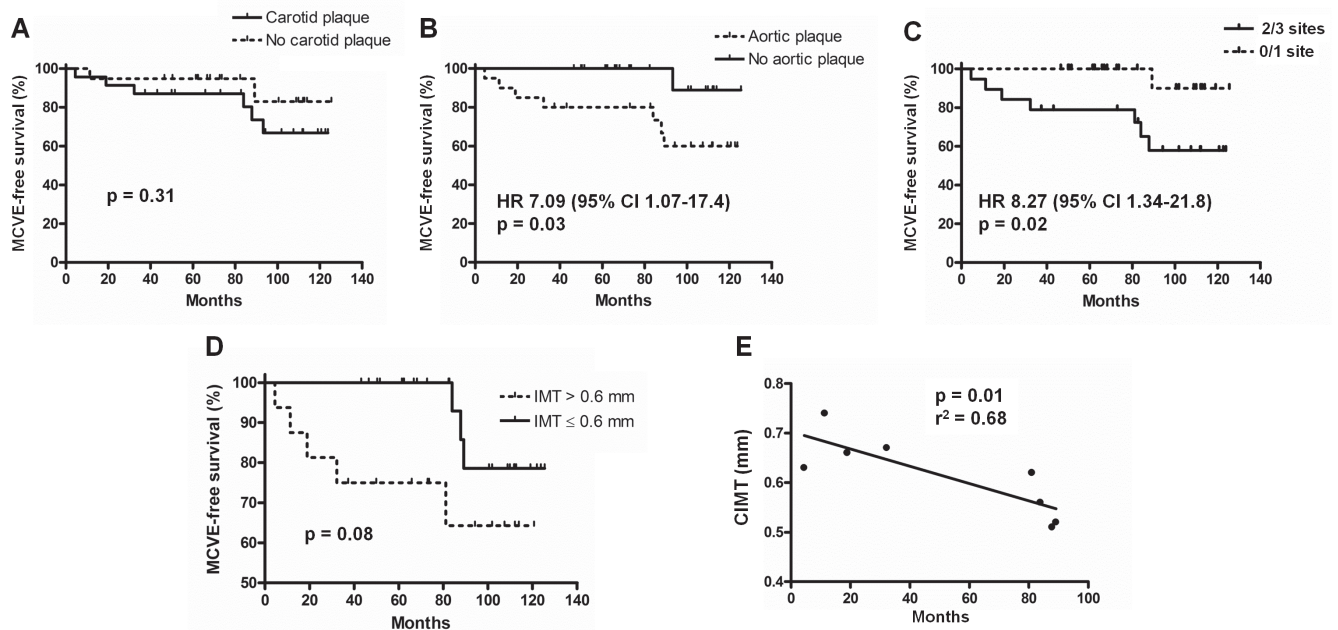 A
Carotid plaque
No carotid plaque
MCVE-free survival (%)
100
80
60
40
20
0
p = 0.31
0 20 40 60 80 100 120 140
Months
B
Aortic plaque
No aortic plaque
MCVE-free survival (%)
100
80
60
40
20
0
HR 7.09 (95% CI 1.07-17.4)
p = 0.03
0 20 40 60 80 100 120 140
Months
C
2/3 sites
0/1 site
MCVE-free survival (%)
100
80
60
40
20
0
HR 8.27 (95% CI 1.34-21.8)
p = 0.02
0 20 40 60 80 100 120 140
Months
D
IMT > 0.6 mm
IMT ≤ 0.6 mm
MCVE-free survival (%)
100
90
80
70
60
50
p = 0.08
0 20 40 60 80 100 120 140
Months
E
p = 0.01
r² = 0.68
CIMT (mm)
0.8
0.7
0.6
0.5
0.4
0 20 40 60 80 100
Months